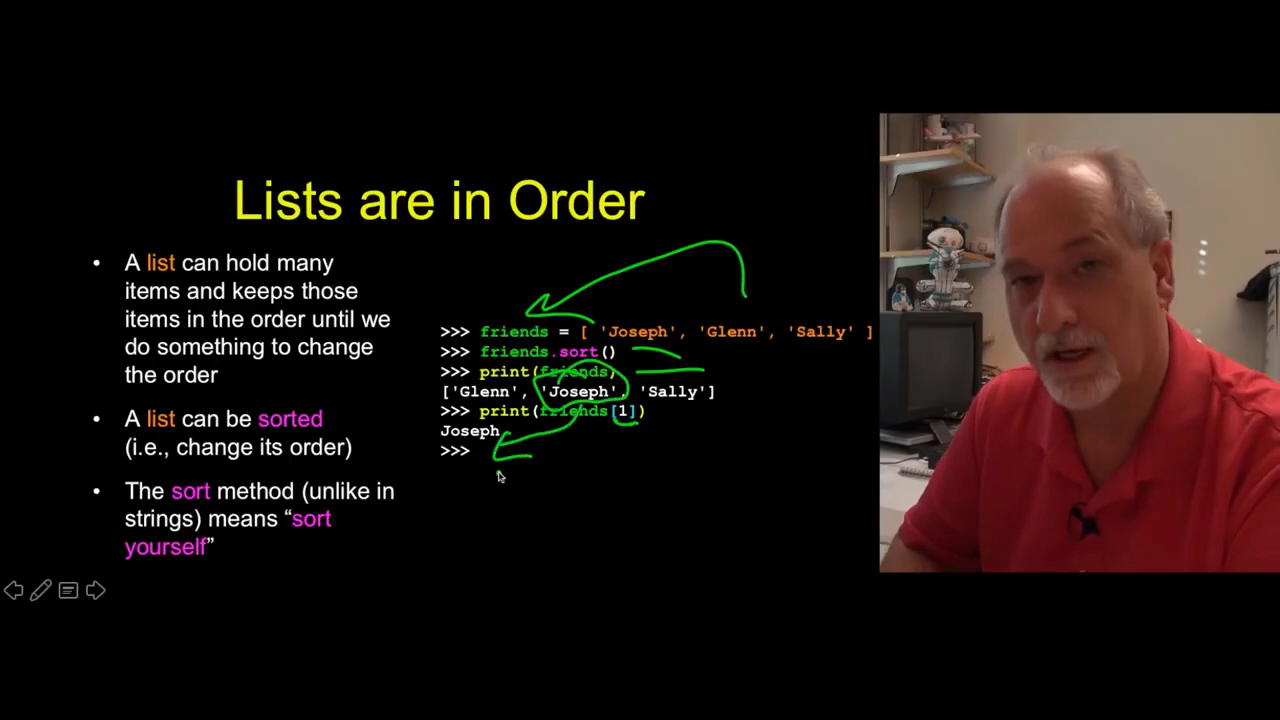 Lists are in Order
• A list can hold many
items and keeps those
items in the order until we
do something to change
the order
• A list can be sorted
(i.e., change its order)
• The sort method (unlike in
strings) means “sort
yourself”
>>> friends = [ 'Joseph', 'Glenn', 'Sally' ]
>>> friends.sort()
>>> print(friends)
['Glenn', 'Joseph', 'Sally']
>>> print(friends[1])
Joseph
>>>